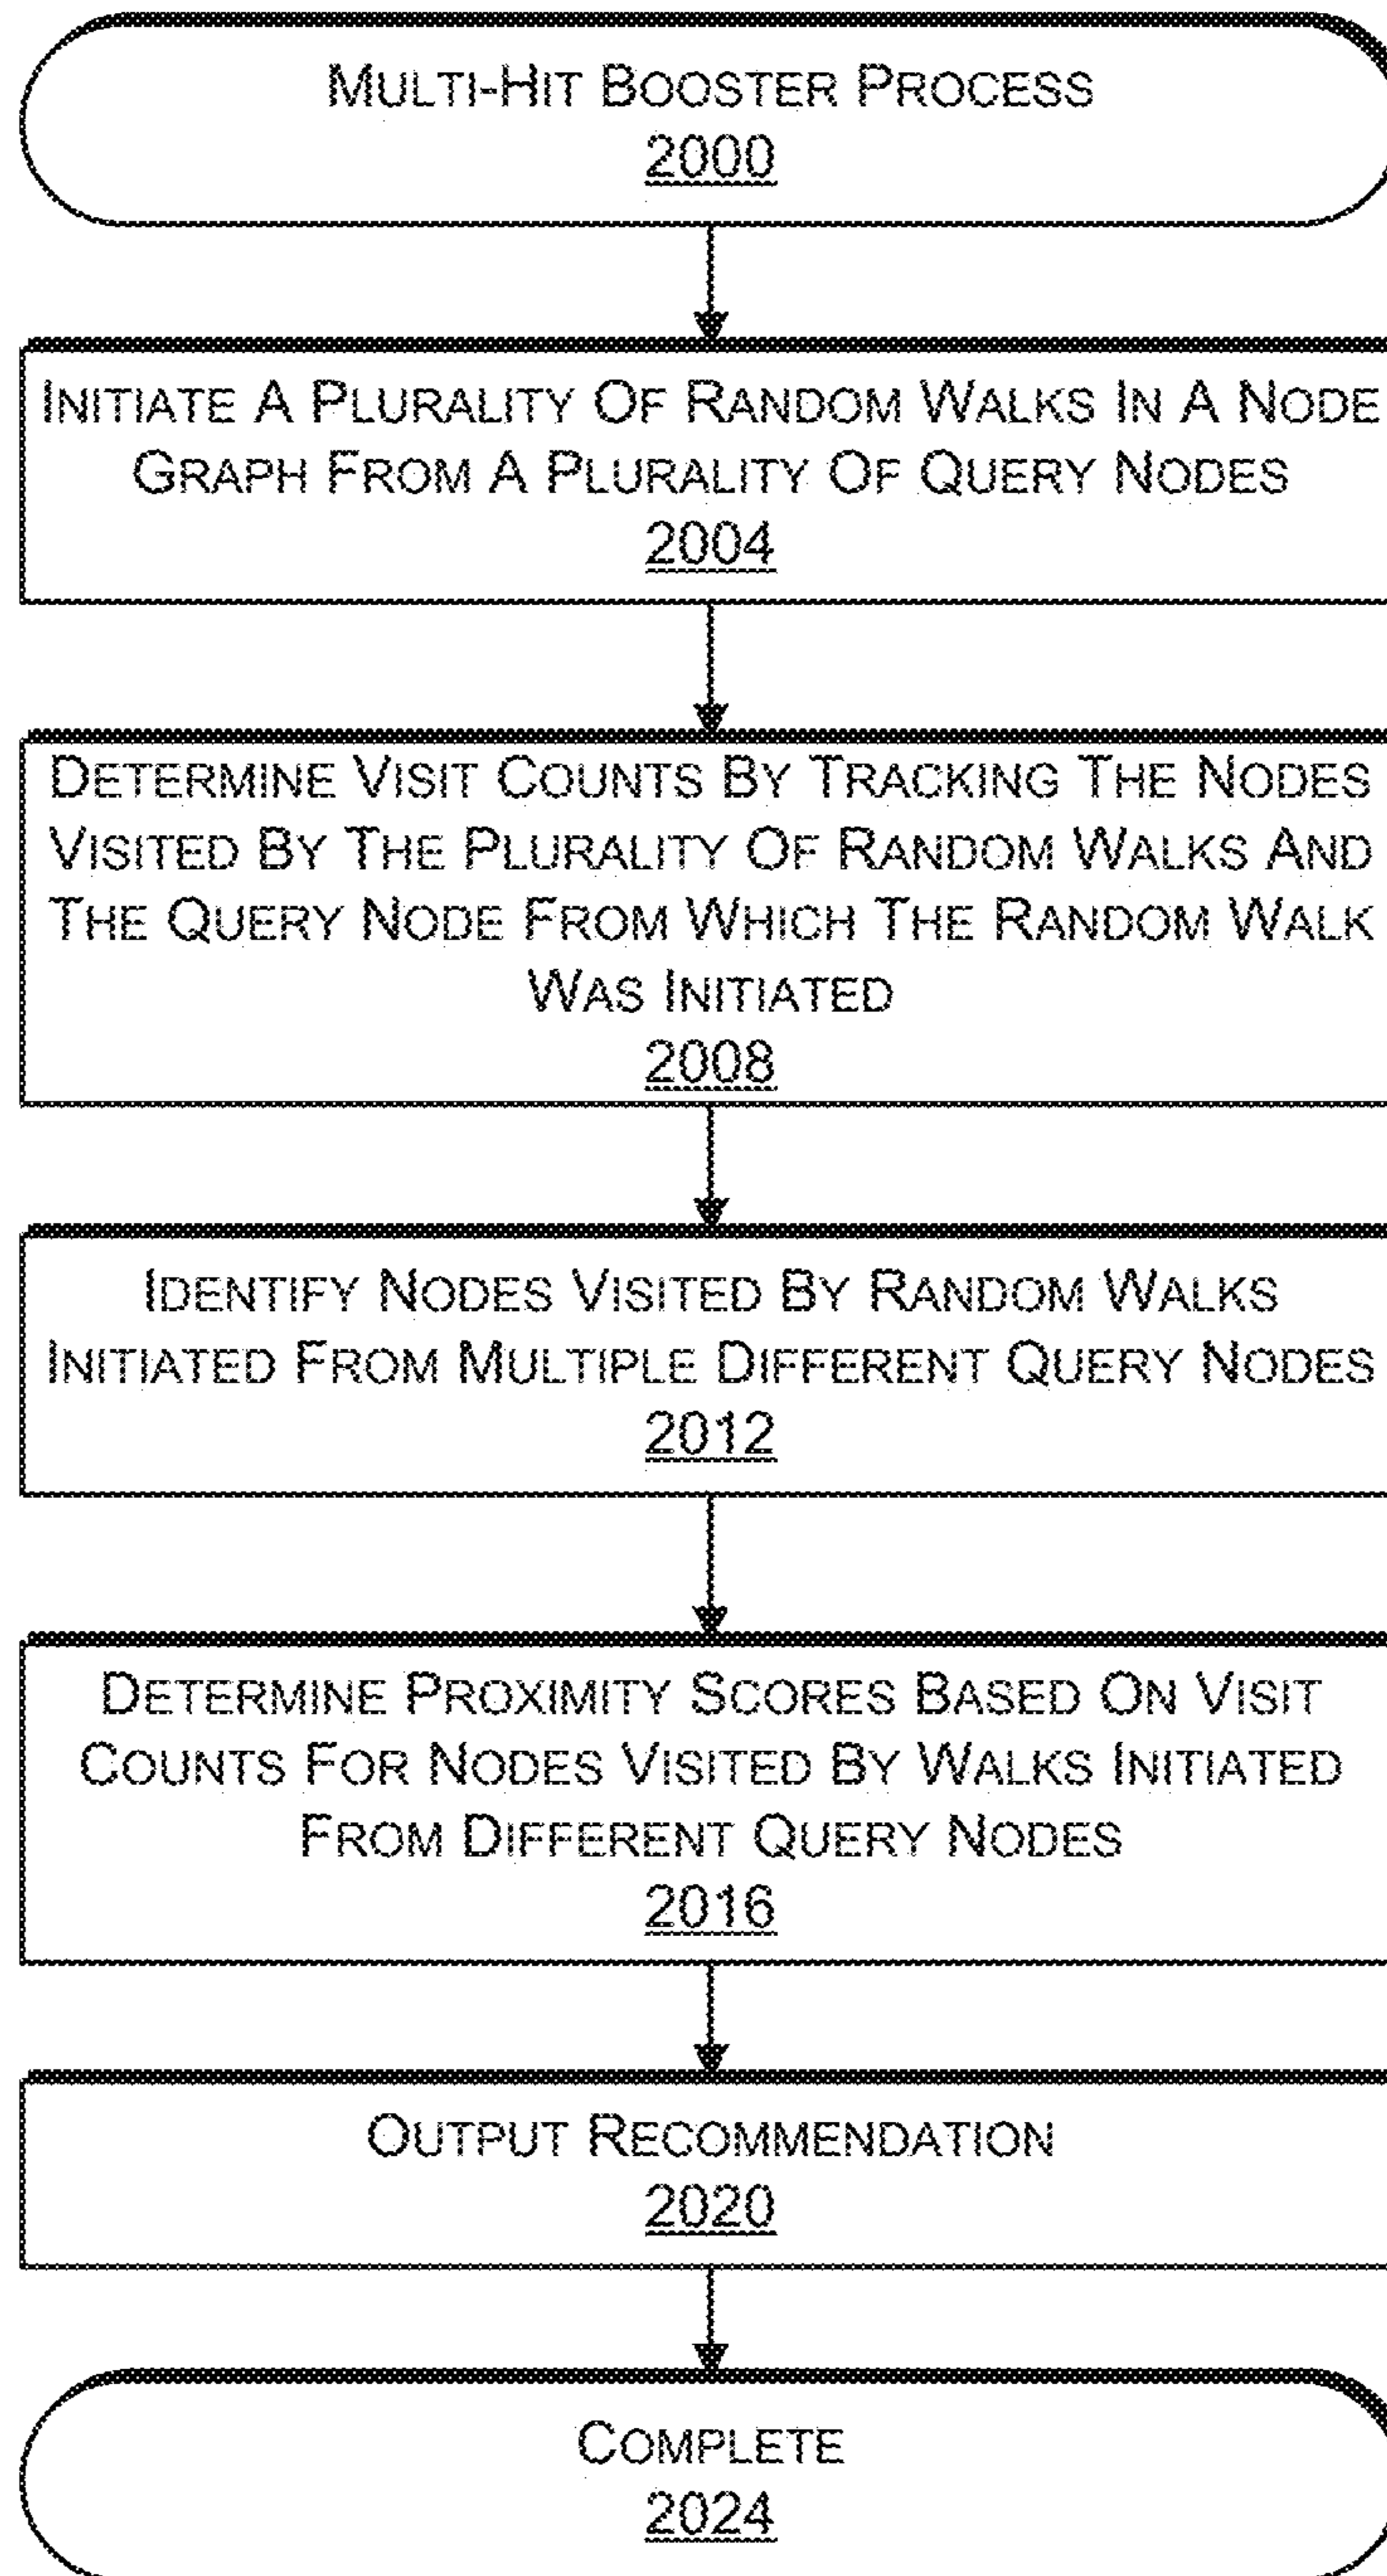 MULTI-HIT BOOSTER PROCESS
2000
INITIATE A PLURALITY OF RANDOM WALKS IN A NODE
GRAPH FROM A PLURALITY OF QUERY NODES
2004
DETERMINE VISIT COUNTS BY TRACKING THE NODES
VISITED BY THE PLURALITY OF RANDOM WALKS AND
THE QUERY NODE FROM WHICH THE RANDOM WALK
WAS INITIATED
2008
IDENTIFY NODES VISITED BY RANDOM WALKS
INITIATED FROM MULTIPLE DIFFERENT QUERY NODES
2012
DETERMINE PROXIMITY SCORES BASED ON VISIT
COUNTS FOR NODES VISITED BY WALKS INITIATED
FROM DIFFERENT QUERY NODES
2016
OUTPUT RECOMMENDATION
2020
COMPLETE
2024